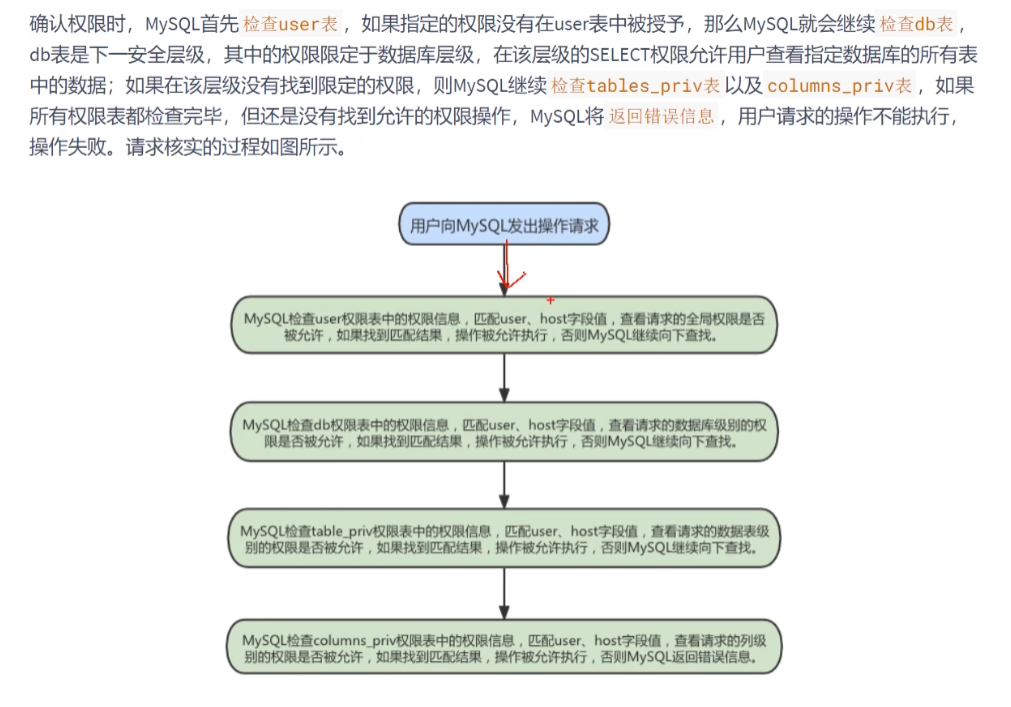 确认权限时，MySQL首先 检查user表 ，如果指定的权限没有在user表中被授予，那么MySQL就会继续 检查db表 ，
db表是下一安全层级，其中的权限限定于数据库层级，在该层级的SELECT权限允许用户查看指定数据库的所有表
中的数据；如果在该层级没有找到限定的权限，则MySQL继续 检查tables_priv表 以及 columns_priv表 ，如果
所有权限表都检查完毕，但还是没有找到允许的权限操作，MySQL将 返回错误信息 ，用户请求的操作不能执行，
操作失败。请求核实的过程如图所示。
用户向MySQL发出操作请求
MySQL检查user权限表中的权限信息，匹配user、host字段值，查看请求的全局权限是否
被允许，如果找到匹配结果，操作被允许执行，否则MySQL继续向下查找。
MySQL检查db权限表中的权限信息，匹配user、host字段值，查看请求的数据库级别的权
限是否被允许，如果找到匹配结果，操作被允许执行，否则MySQL继续向下查找。
MySQL检查table_priv权限表中的权限信息，匹配user、host字段值，查看请求的数据表级
别的权限是否被允许，如果找到匹配结果，操作被允许执行，否则MySQL继续向下查找。
MySQL检查columns_priv权限表中的权限信息，匹配user、host字段值，查看请求的列级
别的权限是否被允许，如果找到匹配结果，操作被允许执行，否则MySQL返回错误信息。